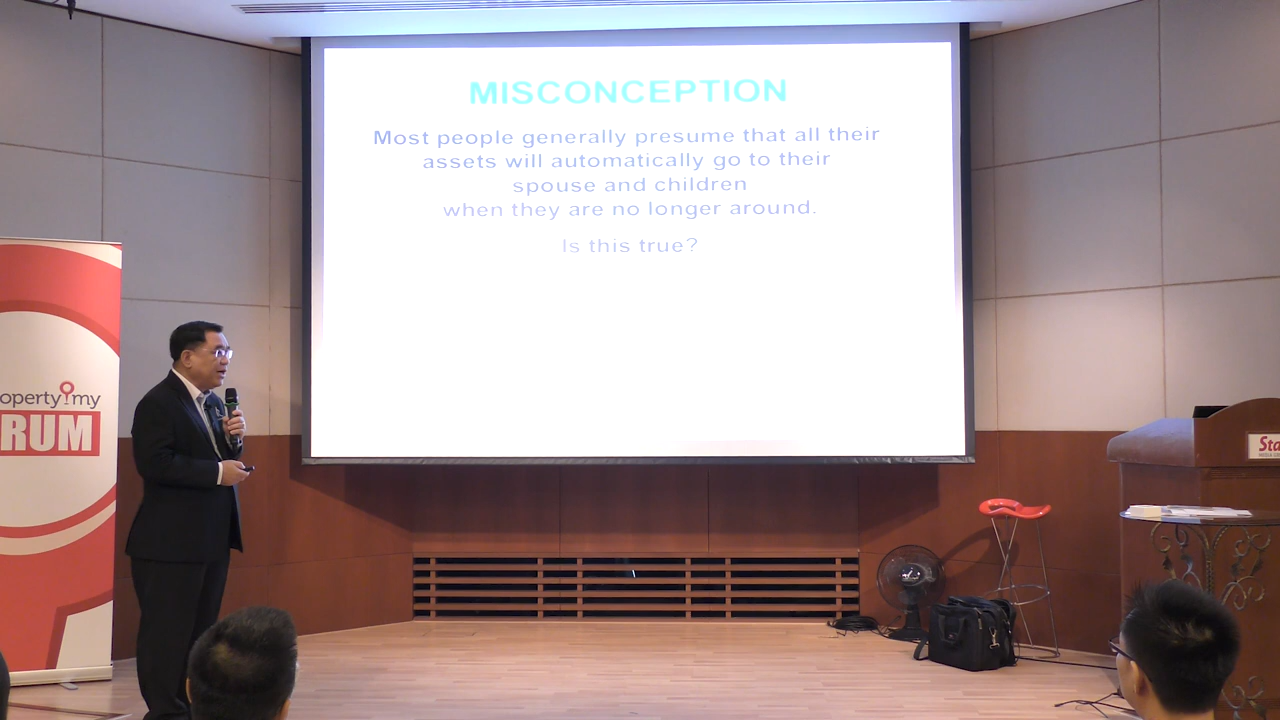 MISCONCEPTION
Most people generally presume that all their
assets will automatically go to their
spouse and children
when they are no longer around.
Is this true?
operty.my
RUM
Sta